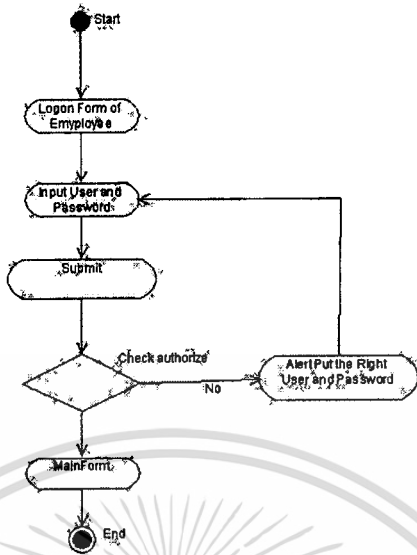 Start
Logon Form of
Emyployee
Input User and
Password
Submit
Check authorize
No
Alert Put the Right
User and Password
MainForm
End